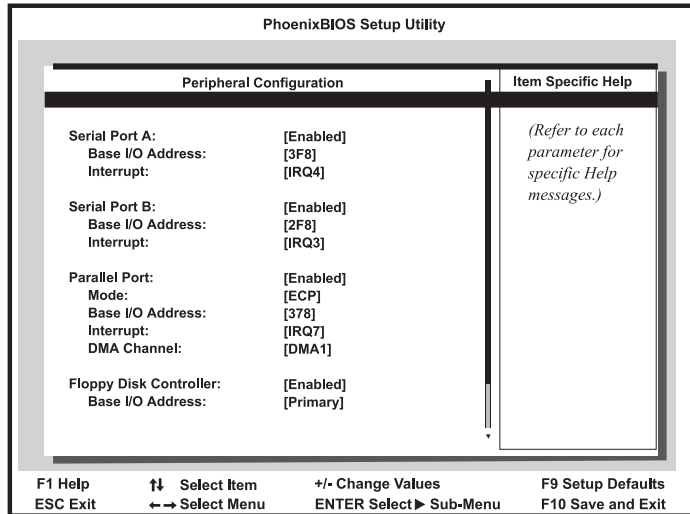 PhoenixBIOS Setup Utility
Peripheral Configuration
Item Specific Help
Serial Port A: [Enabled]
Base I/O Address: [3F8]
Interrupt: [IRQ4]
Serial Port B: [Enabled]
Base I/O Address: [2F8]
Interrupt: [IRQ3]
Parallel Port: [Enabled]
Mode: [ECP]
Base I/O Address: [378]
Interrupt: [IRQ7]
DMA Channel: [DMA1]
Floppy Disk Controller: [Enabled]
Base I/O Address: [Primary]
(Refer to each
parameter for
specific Help
messages.)
F1 Help ↑↓ Select Item +/- Change Values F9 Setup Defaults
ESC Exit ←→ Select Menu ENTER Select ▶ Sub-Menu F10 Save and Exit